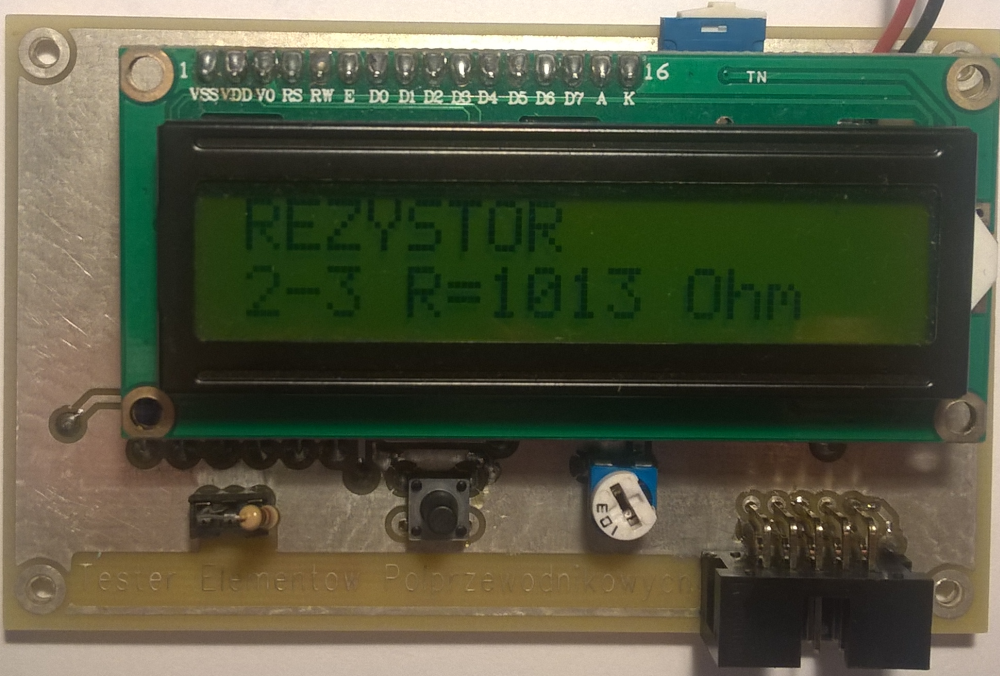 1 VSS VDD V0 RS RW E D0 D1 D2 D3 D4 D5 D6 D7 A K 16
TN
REZYSTOR
2-3 R=1013 Ohm
103
Tester Elementow Polprzewodnikowych